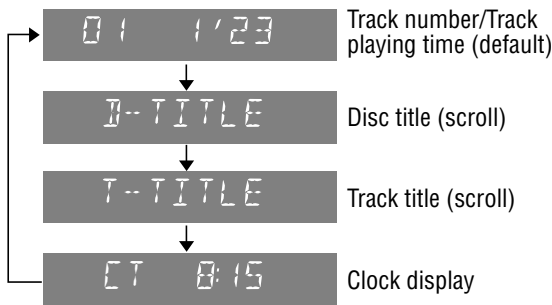 01 1'23
Track number/Track
playing time (default)
D-TITLE
Disc title (scroll)
T-TITLE
Track title (scroll)
CT 8:15
Clock display